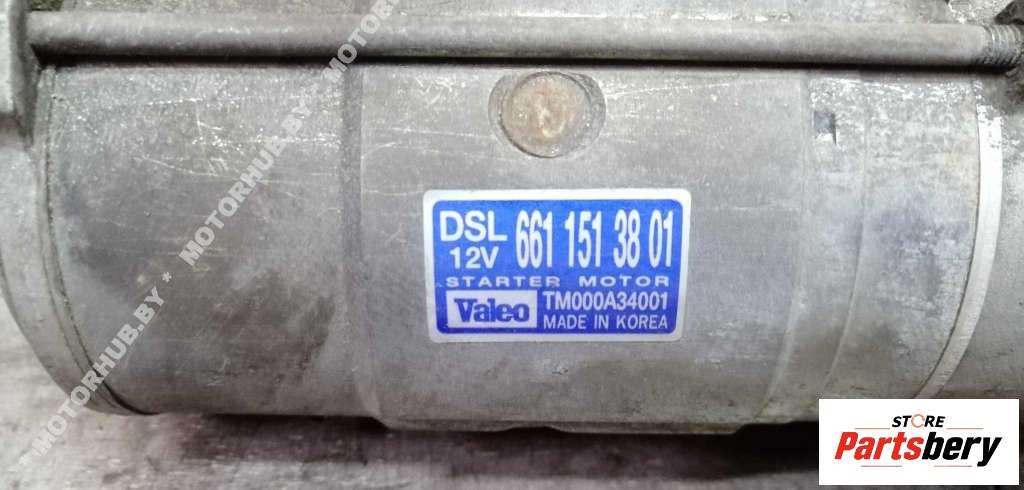 DSL 661 151 38 01
12V
STARTER MOTOR
Valeo TM000A34001
MADE IN KOREA
*MOTORHUB.BY * MOTORHUB.BY * MOTORHUB
STORE
Partsbery